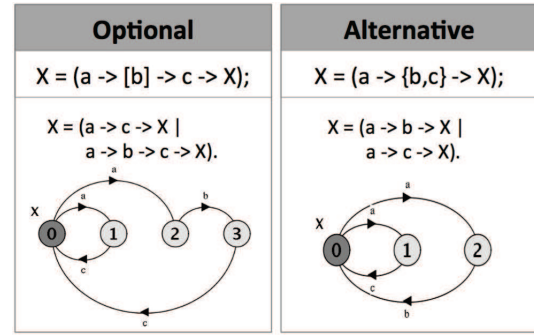 Optional
X = (a -> [b] -> c -> X);
X = (a -> c -> X |
a -> b -> c -> X).
a
b
X
a
0
1
2
3
c
c
Alternative
X = (a -> {b,c} -> X);
X = (a -> b -> X |
a -> c -> X).
a
X
a
0
1
2
c
b